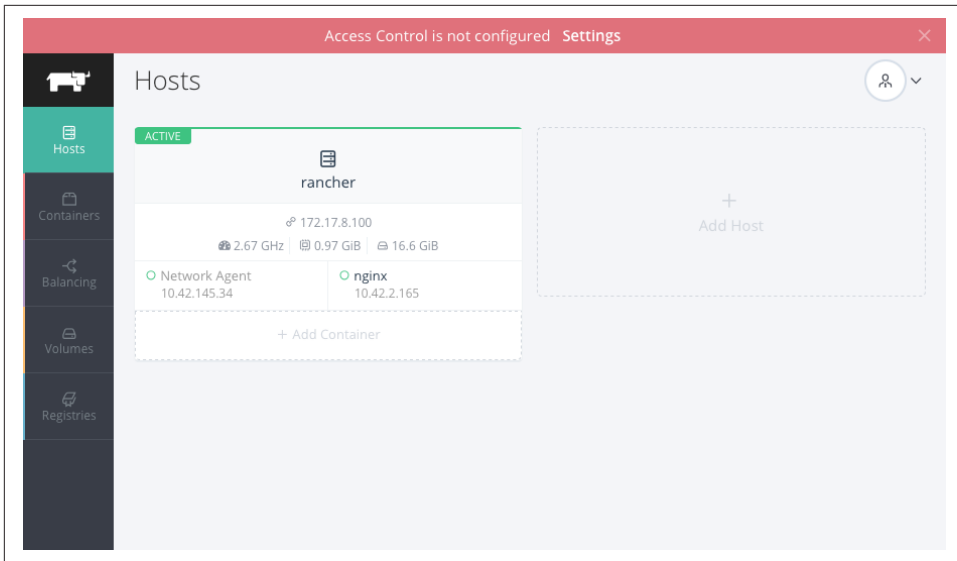 Access Control is not configured Settings
Hosts
Hosts
Containers
Balancing
Volumes
Registries
ACTIVE
rancher
172.17.8.100
2.67 GHz 0.97 GiB 16.6 GiB
Network Agent
10.42.145.34
nginx
10.42.2.165
+ Add Container
+
Add Host